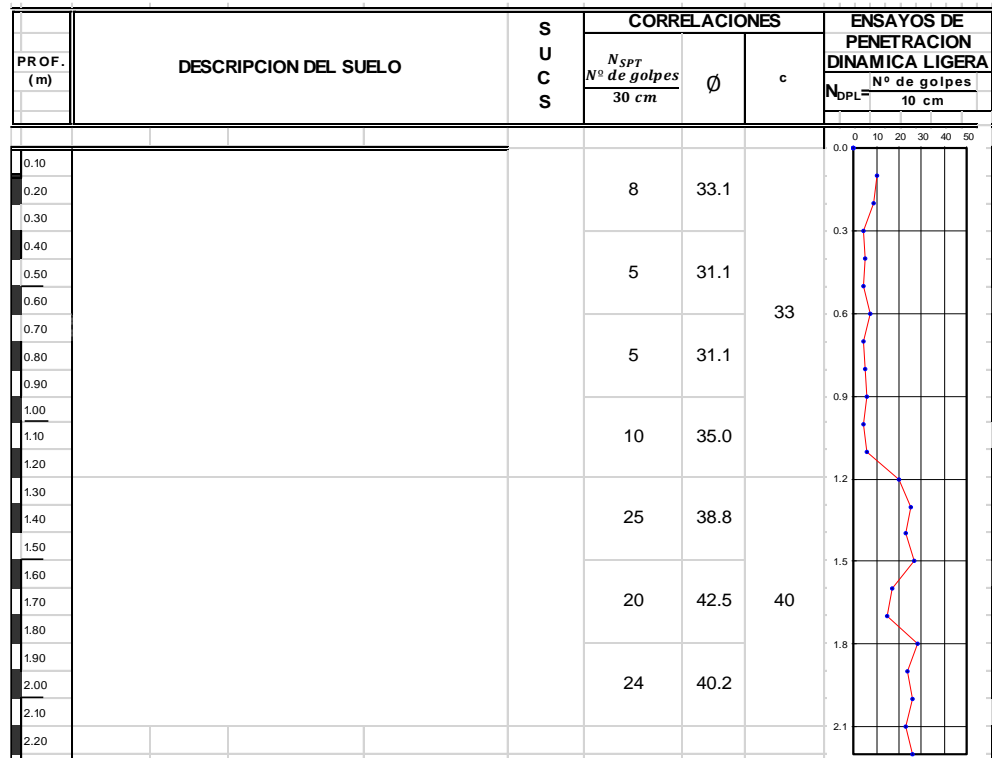 PROF.
(m)
DESCRIPCION DEL SUELO
S
U
C
S
CORRELACIONES
N_SPT
Nº de golpes
30 cm
Ø
c
ENSAYOS DE
PENETRACION
DINAMICA LIGERA
N_DPL=
Nº de golpes
10 cm
0 10 20 30 40 50
0.10
0.20
0.30
0.40
0.50
0.60
0.70
0.80
0.90
1.00
1.10
1.20
1.30
1.40
1.50
1.60
1.70
1.80
1.90
2.00
2.10
2.20
8 33.1
5 31.1
5 31.1
10 35.0
25 38.8
20 42.5
24 40.2
33
40
0.0
0.3
0.6
0.9
1.2
1.5
1.8
2.1